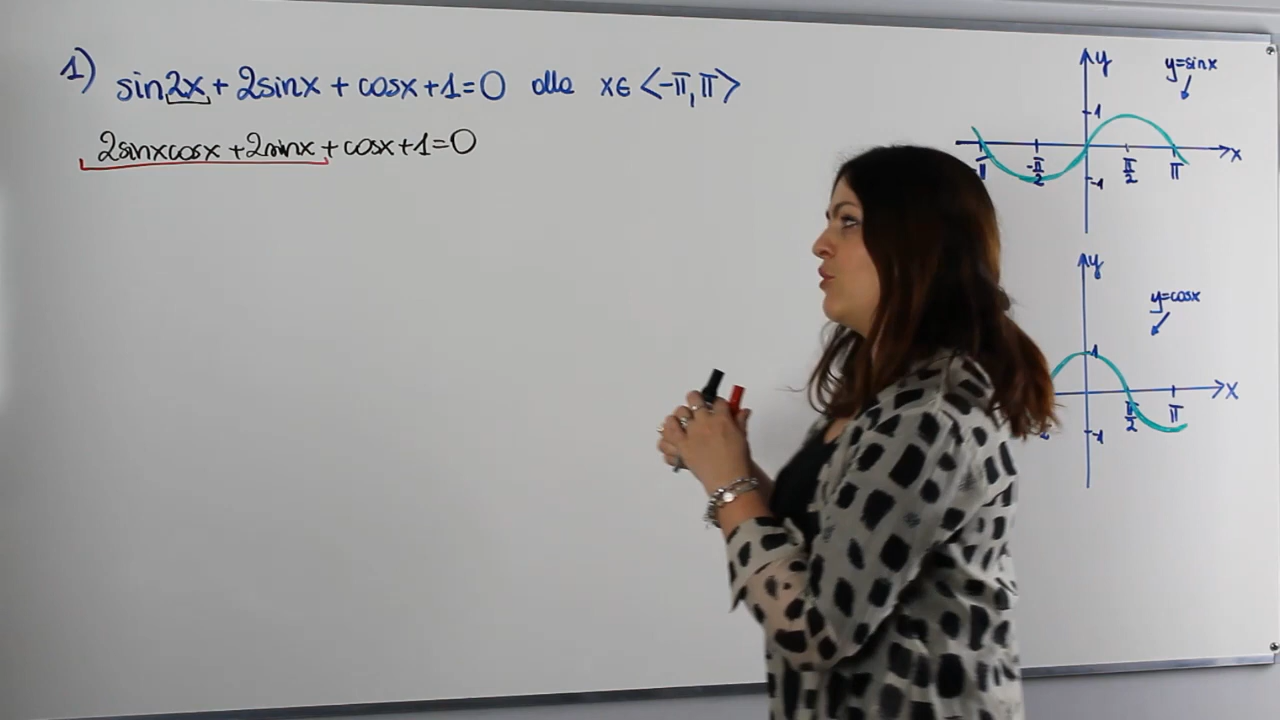 1) sin2x + 2sinx + cosx + 1 = 0 dla x∈ <-π, π>
2sinxcosx + 2sinx + cosx + 1 = 0
y
y=sinx
1
x
-π/2
π/2
π
-1
y
y=cosx
1
x
π/2
π
-1